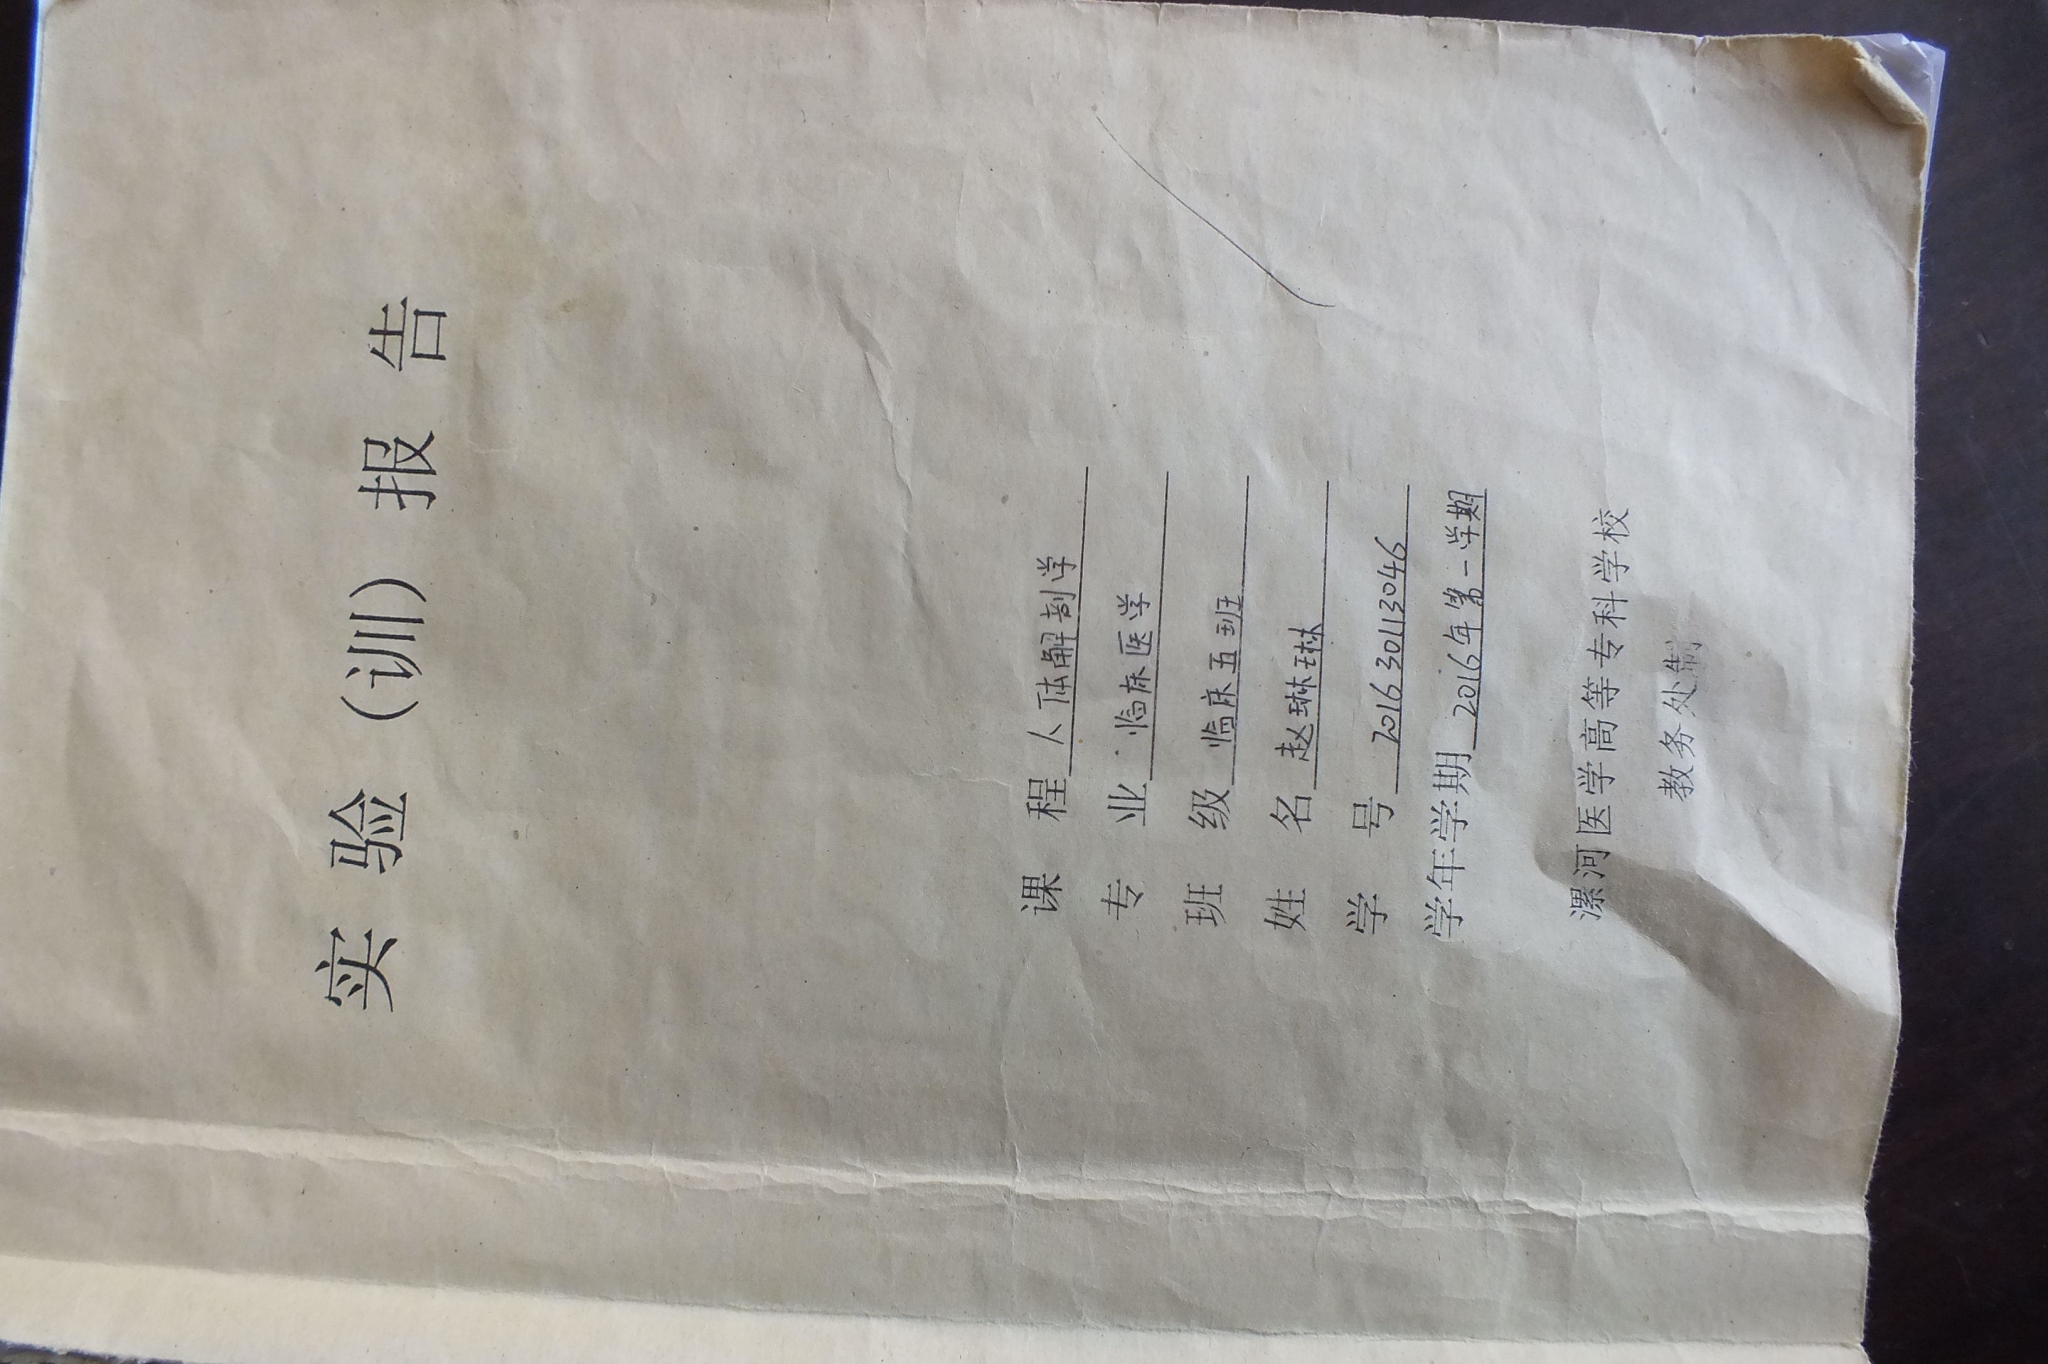 实验（训）报告
课程 人体解剖学
专业 临床医学
班级 临床五班
姓名 赵琳琳
学号 201630113046
学年学期 2016年第一学期
漯河医学高等专科学校
教务处制